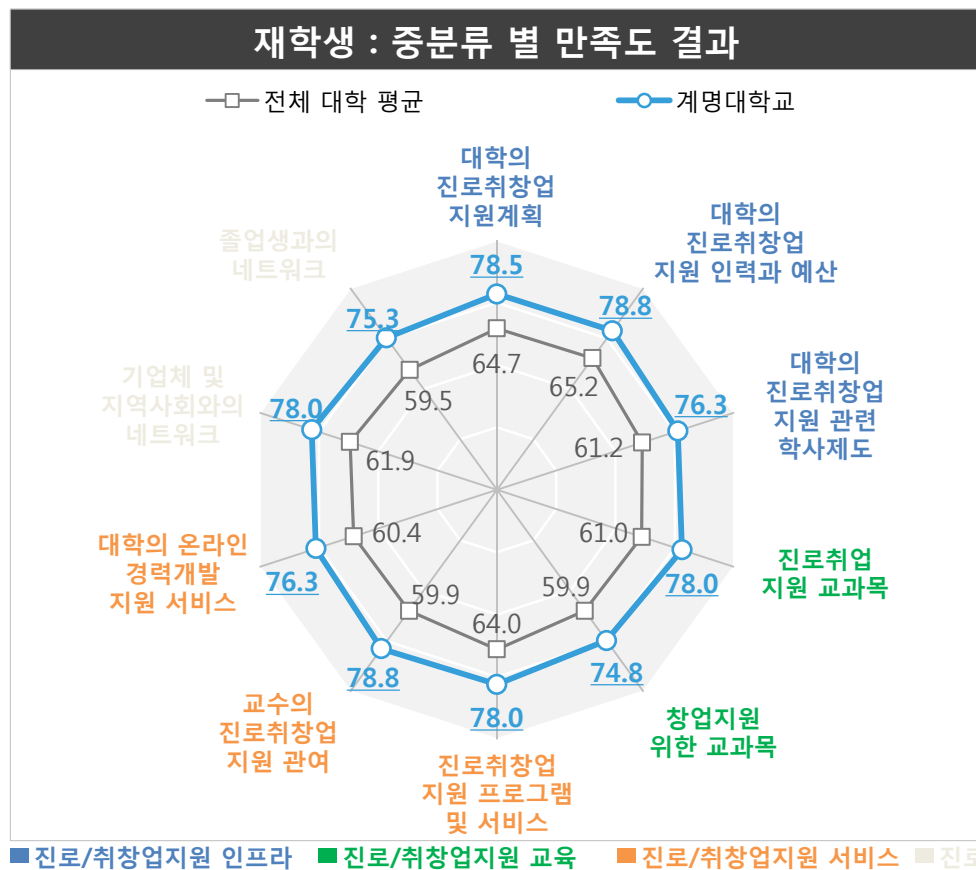 재학생 : 중분류 별 만족도 결과
전체 대학 평균
계명대학교
대학의
진로취창업
지원계획
대학의
진로취창업
지원 인력과 예산
대학의
진로취창업
지원 관련
학사제도
진로취업
지원 교과목
창업지원
위한 교과목
진로취창업
지원 프로그램
및 서비스
교수의
진로취창업
지원 관여
대학의 온라인
경력개발
지원 서비스
기업체 및
지역사회와의
네트워크
졸업생과의
네트워크
78.5
78.8
76.3
78.0
74.8
78.0
78.8
76.3
78.0
75.3
64.7
65.2
61.2
61.0
59.9
64.0
59.9
60.4
61.9
59.5
진로/취창업지원 인프라
진로/취창업지원 교육
진로/취창업지원 서비스
진로